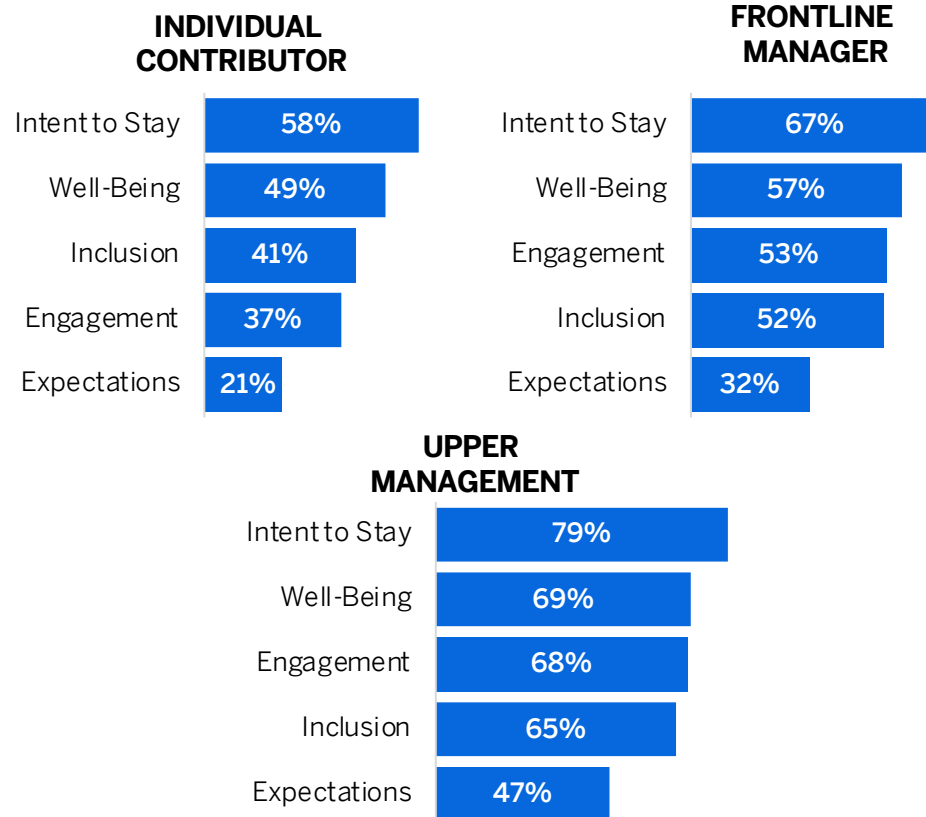 INDIVIDUAL
CONTRIBUTOR
Intent to Stay 58%
Well-Being 49%
Inclusion 41%
Engagement 37%
Expectations 21%
FRONTLINE
MANAGER
Intent to Stay 67%
Well-Being 57%
Engagement 53%
Inclusion 52%
Expectations 32%
UPPER
MANAGEMENT
Intent to Stay 79%
Well-Being 69%
Engagement 68%
Inclusion 65%
Expectations 47%